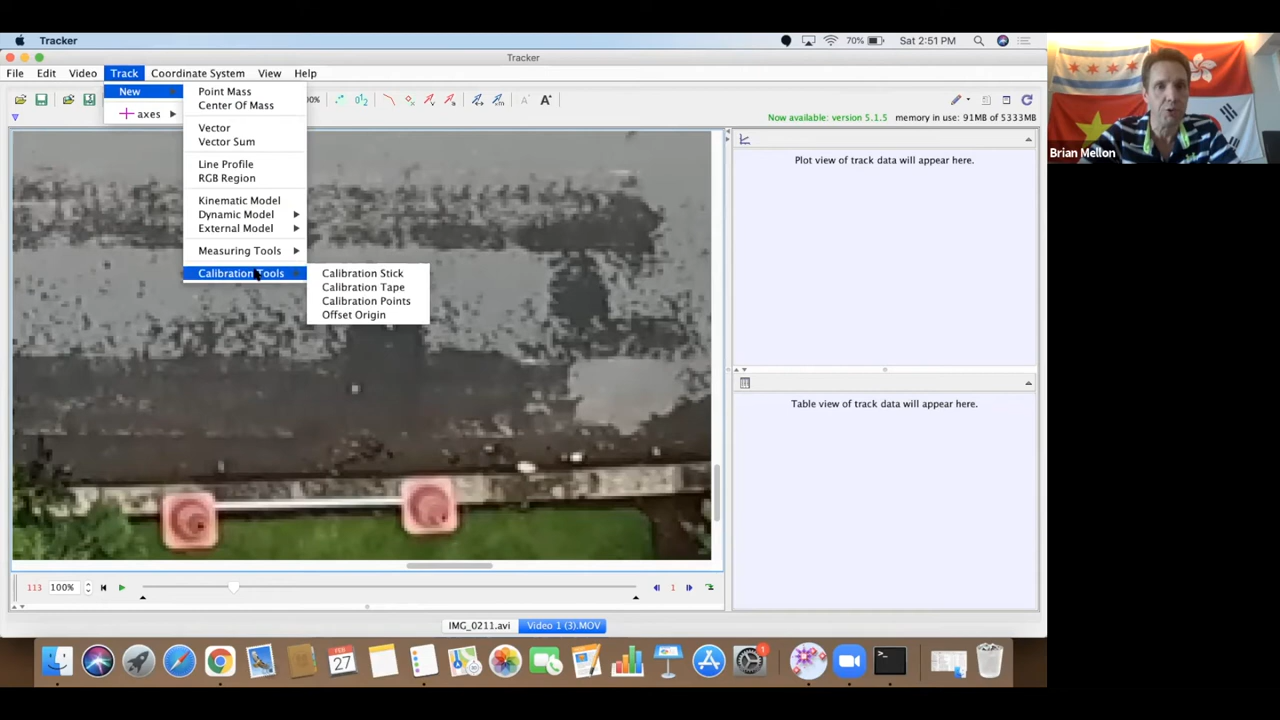 Tracker
70%
Sat 2:51 PM
Tracker
File Edit Video Track Coordinate System View Help
New
axes
Point Mass
Center Of Mass
Vector
Vector Sum
Line Profile
RGB Region
Kinematic Model
Dynamic Model
External Model
Measuring Tools
Calibration Tools
Calibration Stick
Calibration Tape
Calibration Points
Offset Origin
Now available: version 5.1.5
memory in use: 91MB of 5333MB
Plot view of track data will appear here.
Table view of track data will appear here.
Brian Mellon
113 100%
1
IMG_0211.avi
Video 1 (3).MOV
FEB
27
1